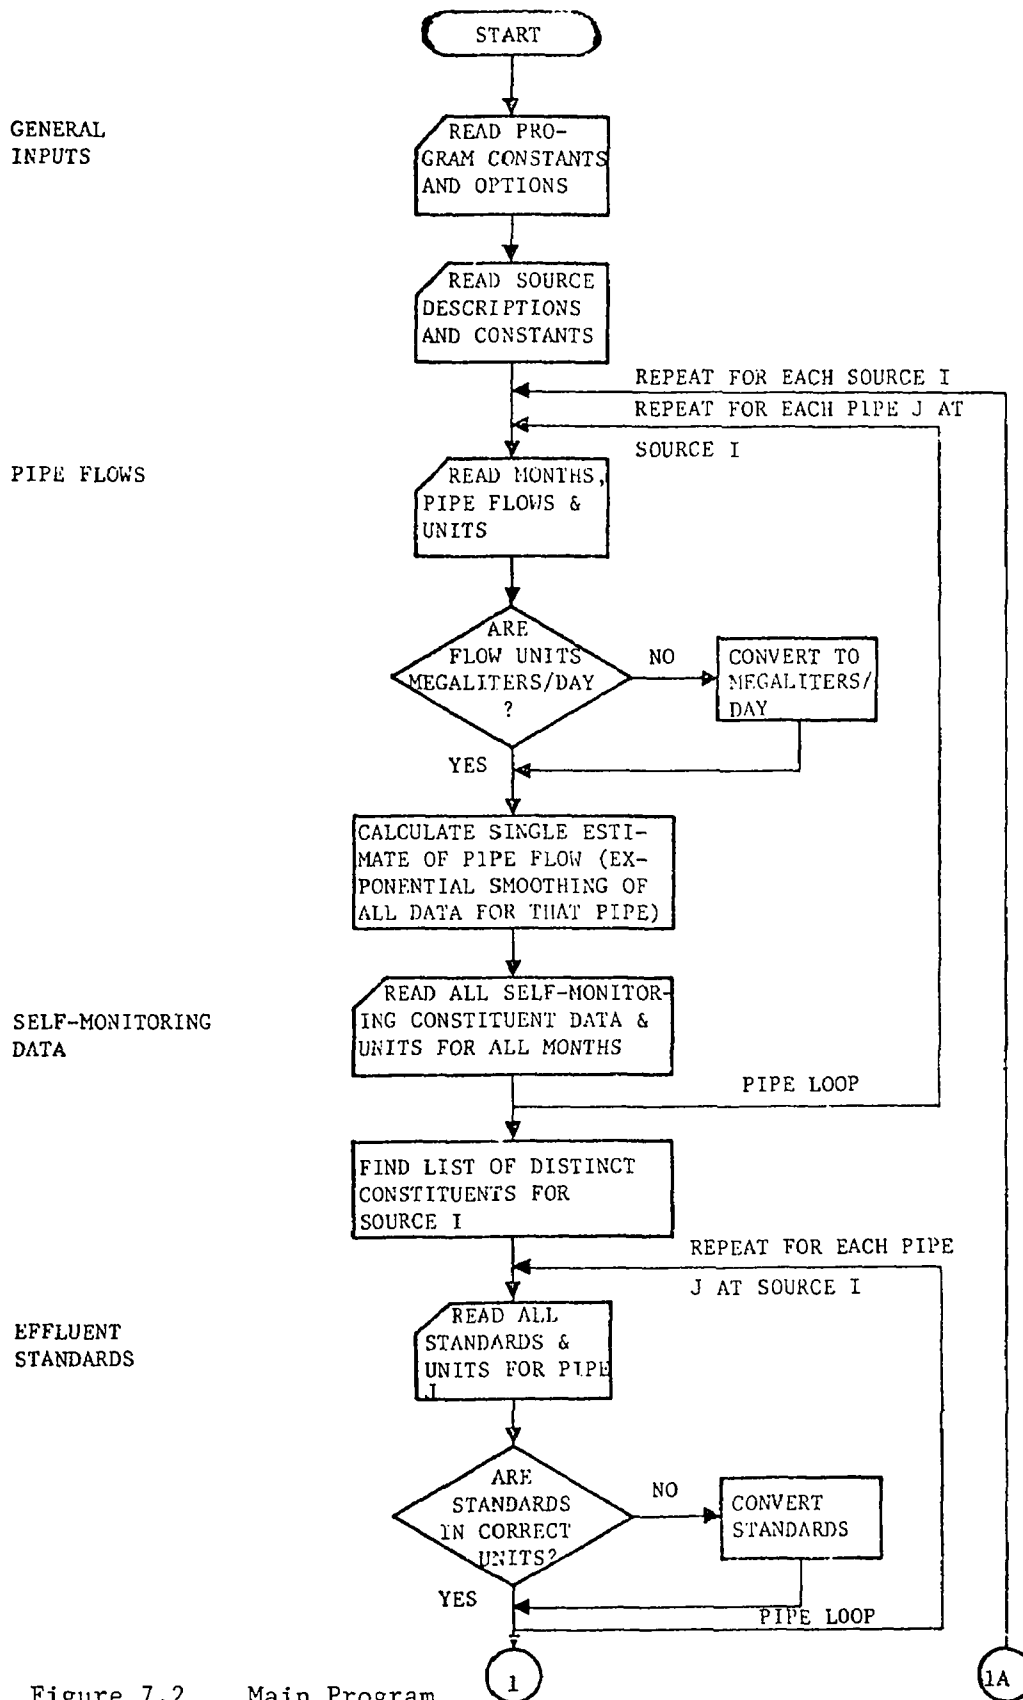 START
GENERAL
INPUTS
READ PRO-
GRAM CONSTANTS
AND OPTIONS
READ SOURCE
DESCRIPTIONS
AND CONSTANTS
REPEAT FOR EACH SOURCE I
REPEAT FOR EACH PIPE J AT
SOURCE I
PIPE FLOWS
READ MONTHS,
PIPE FLOWS &
UNITS
ARE
FLOW UNITS
MEGALITERS/DAY
?
NO
CONVERT TO
MEGALITERS/
DAY
YES
CALCULATE SINGLE ESTI-
MATE OF PIPE FLOW (EX-
PONENTIAL SMOOTHING OF
ALL DATA FOR THAT PIPE)
SELF-MONITORING
DATA
READ ALL SELF-MONITOR-
ING CONSTITUENT DATA &
UNITS FOR ALL MONTHS
PIPE LOOP
FIND LIST OF DISTINCT
CONSTITUENTS FOR
SOURCE I
REPEAT FOR EACH PIPE
J AT SOURCE I
EFFLUENT
STANDARDS
READ ALL
STANDARDS &
UNITS FOR PIPE
J
ARE
STANDARDS
IN CORRECT
UNITS?
NO
CONVERT
STANDARDS
YES
PIPE LOOP
1
1A
Figure 7.2 Main Program